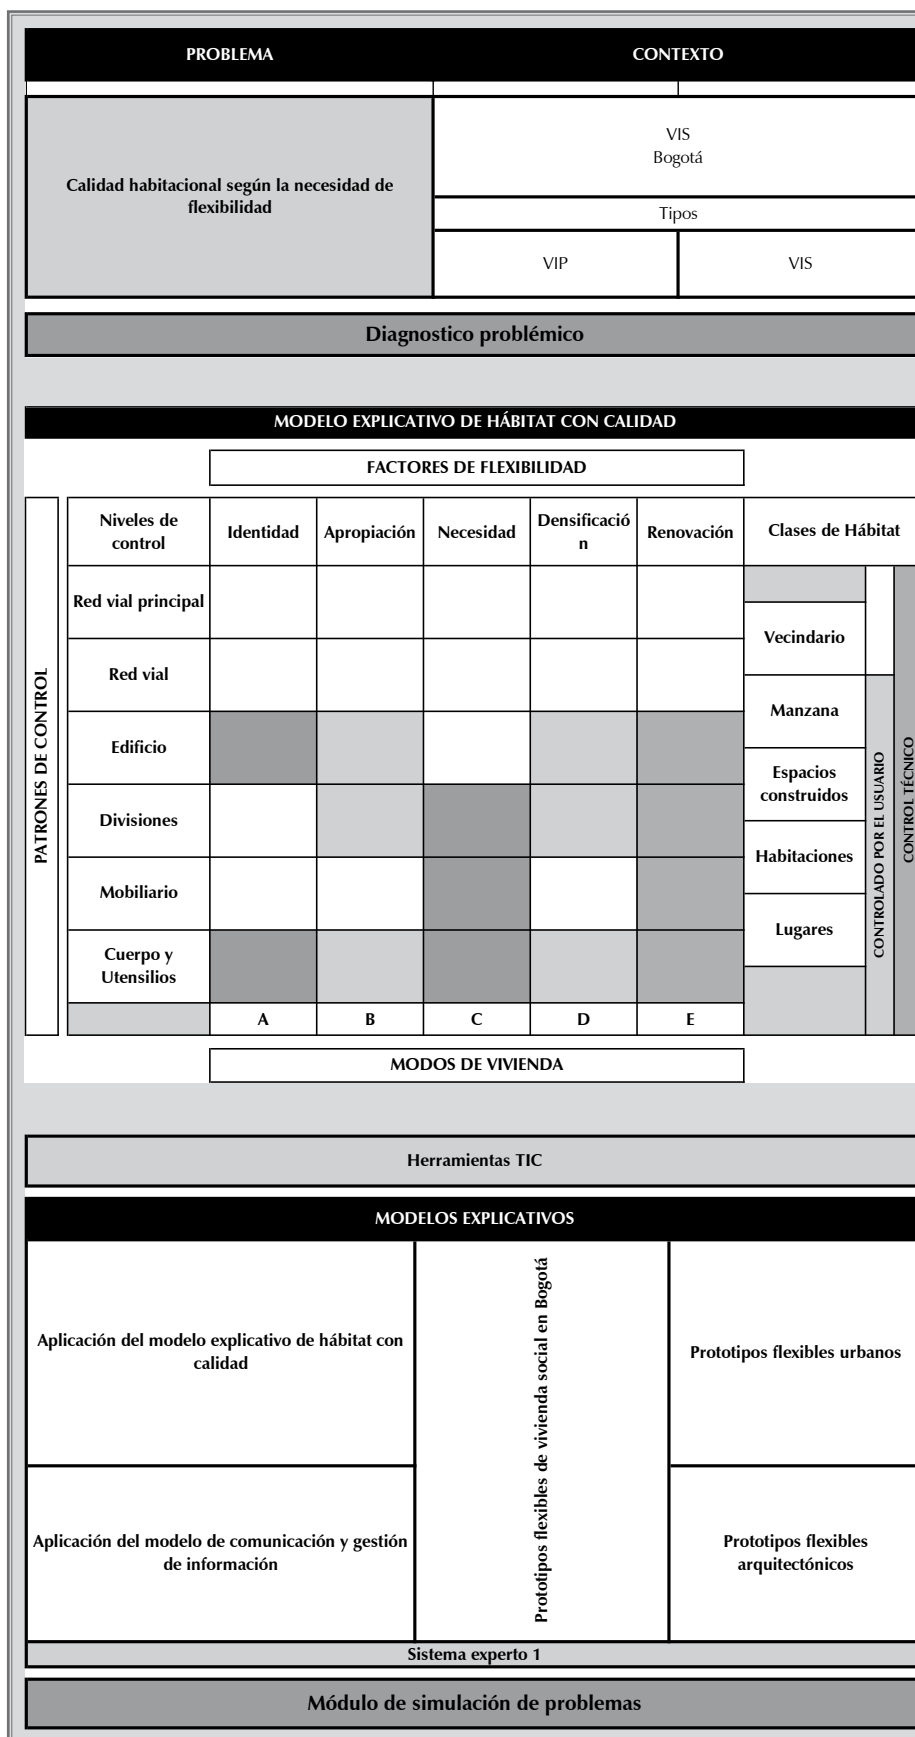 PROBLEMA
CONTEXTO
Calidad habitacional según la necesidad de
flexibilidad
VIS
Bogotá
Tipos
VIP
VIS
Diagnostico problémico
MODELO EXPLICATIVO DE HÁBITAT CON CALIDAD
FACTORES DE FLEXIBILIDAD
PATRONES DE CONTROL
Niveles de
control
Identidad
Apropiación
Necesidad
Densificació
n
Renovación
Clases de Hábitat
Red vial principal
Red vial
Edificio
Divisiones
Mobiliario
Cuerpo y
Utensilios
Vecindario
Manzana
Espacios
construidos
Habitaciones
Lugares
CONTROLADO POR EL USUARIO
CONTROL TÉCNICO
A
B
C
D
E
MODOS DE VIVIENDA
Herramientas TIC
MODELOS EXPLICATIVOS
Aplicación del modelo explicativo de hábitat con
calidad
Aplicación del modelo de comunicación y gestión
de información
Prototipos flexibles de vivienda social en Bogotá
Prototipos flexibles urbanos
Prototipos flexibles
arquitectónicos
Sistema experto 1
Módulo de simulación de problemas